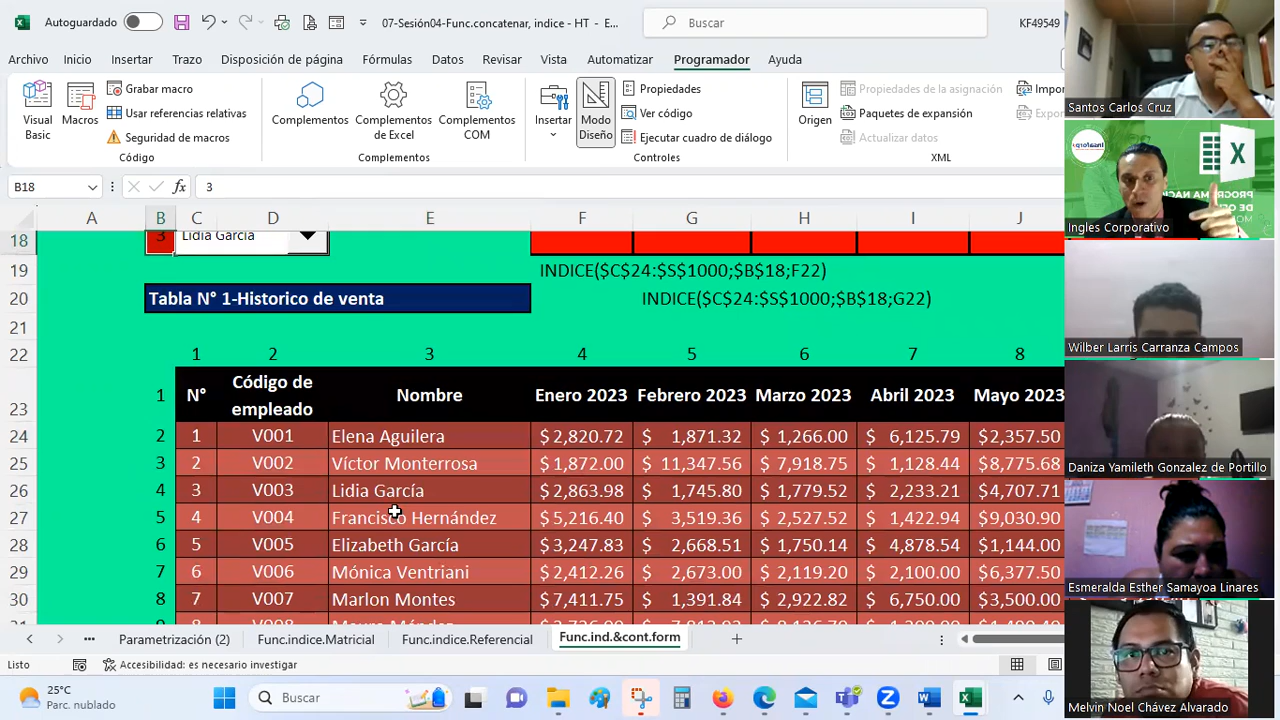 Autoguardado 07-Sesión04-Func.concatenar, indice - HT - E... Buscar KF49549
Archivo Inicio Insertar Trazo Disposición de página Fórmulas Datos Revisar Vista Automatizar Programador Ayuda
Visual Basic
Macros
Grabar macro
Usar referencias relativas
Seguridad de macros
Código
Complementos
Complementos de Excel
Complementos COM
Complementos
Insertar
Modo Diseño
Propiedades
Ver código
Ejecutar cuadro de diálogo
Controles
Origen
Propiedades de la asignación
Paquetes de expansión
Actualizar datos
XML
B18 fx 3
A B C D E F G H I J
18 3 Lidia García
19 INDICE($C$24:$S$1000;$B$18;F22)
20 Tabla N° 1-Historico de venta INDICE($C$24:$S$1000;$B$18;G22)
21
22 1 2 3 4 5 6 7 8
23 1 N° Código de empleado Nombre Enero 2023 Febrero 2023 Marzo 2023 Abril 2023 Mayo 2023
24 2 1 V001 Elena Aguilera $ 2,820.72 $ 1,871.32 $ 1,266.00 $ 6,125.79 $2,357.50
25 3 2 V002 Víctor Monterrosa $ 1,872.00 $ 11,347.56 $ 7,918.75 $ 1,128.44 $8,775.68
26 4 3 V003 Lidia García $ 2,863.98 $ 1,745.80 $ 1,779.52 $ 2,233.21 $4,707.71
27 5 4 V004 Francisco Hernández $ 5,216.40 $ 3,519.36 $ 2,527.52 $ 1,422.94 $9,030.90
28 6 5 V005 Elizabeth García $ 3,247.83 $ 2,668.51 $ 1,750.14 $ 4,878.54 $1,144.00
29 7 6 V006 Mónica Ventriani $ 2,412.26 $ 2,673.00 $ 2,119.20 $ 2,100.00 $6,377.50
30 8 7 V007 Marlon Montes $ 7,411.75 $ 1,391.84 $ 2,922.82 $ 6,750.00 $3,500.00
Parametrización (2) Func.indice.Matricial Func.indice.Referencial Func.ind.&cont.form
Listo Accesibilidad: es necesario investigar
25°C
Parc. nublado
Buscar
Santos Carlos Cruz
Ingles Corporativo
Wilber Larris Carranza Campos
Daniza Yamileth Gonzalez de Portillo
Esmeralda Esther Samayoa Linares
Melvin Noel Chávez Alvarado